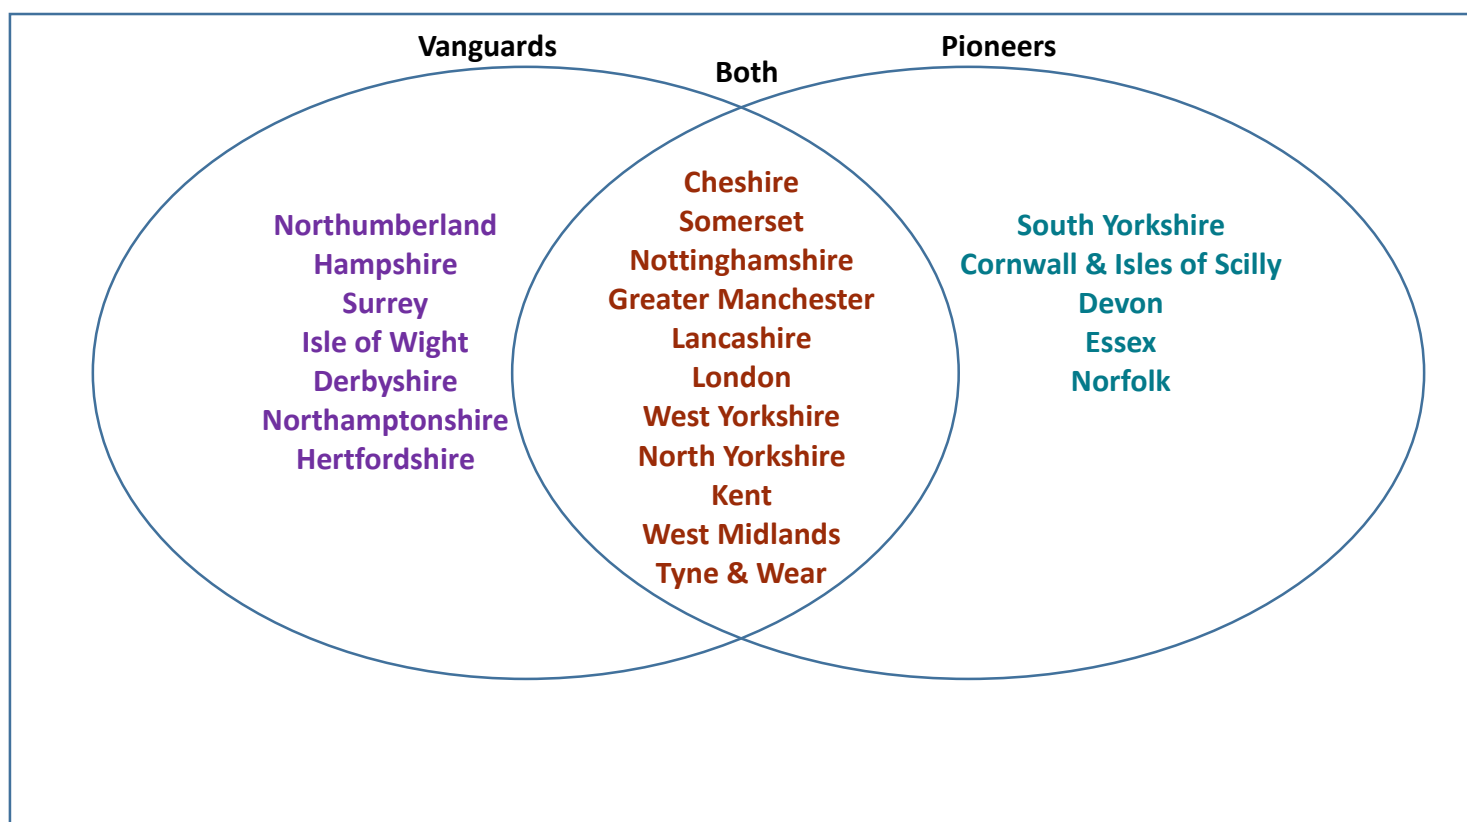 Vanguards
Both
Pioneers
Northumberland
Hampshire
Surrey
Isle of Wight
Derbyshire
Northamptonshire
Hertfordshire
Cheshire
Somerset
Nottinghamshire
Greater Manchester
Lancashire
London
West Yorkshire
North Yorkshire
Kent
West Midlands
Tyne & Wear
South Yorkshire
Cornwall & Isles of Scilly
Devon
Essex
Norfolk